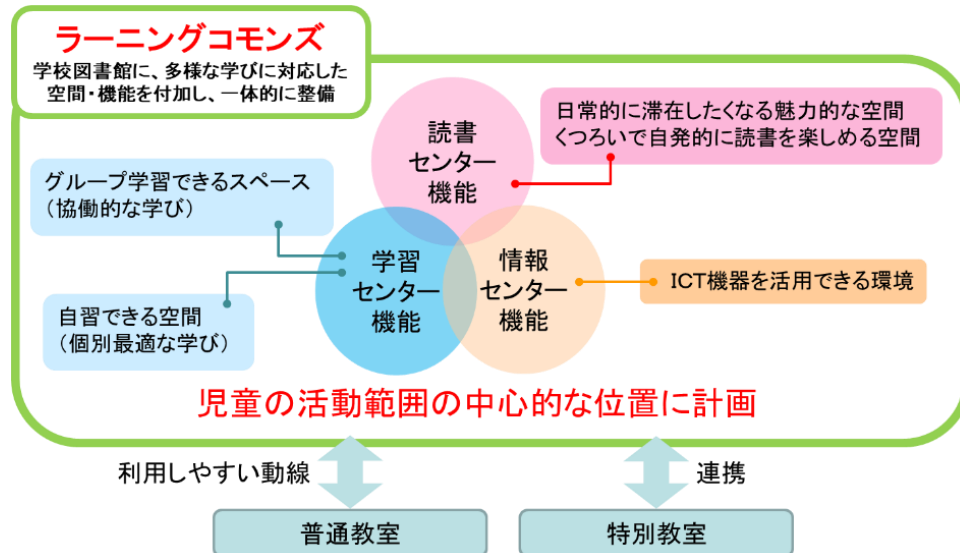 ラーニングコモンズ
学校図書館に、多様な学びに対応した
空間・機能を付加し、一体的に整備
読書
センター
機能
日常的に滞在したくなる魅力的な空間
くつろいで自発的に読書を楽しめる空間
グループ学習できるスペース
（協働的な学び）
学習
センター
機能
情報
センター
機能
ICT機器を活用できる環境
自習できる空間
（個別最適な学び）
児童の活動範囲の中心的な位置に計画
利用しやすい動線
連携
普通教室
特別教室